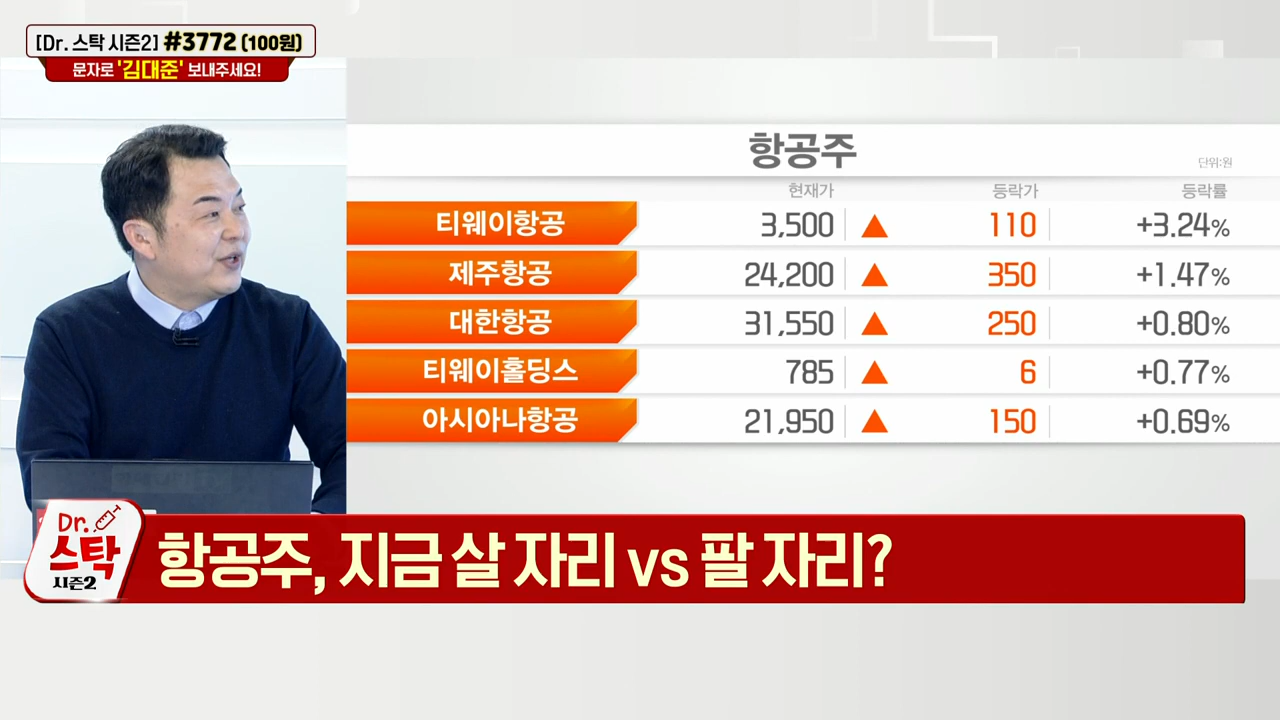 [Dr. 스탁 시즌2] #3772 (100원)
문자로 '김대준' 보내주세요!
항공주
단위:원
현재가 등락가 등락률
티웨이항공 3,500 ▲ 110 +3.24%
제주항공 24,200 ▲ 350 +1.47%
대한항공 31,550 ▲ 250 +0.80%
티웨이홀딩스 785 ▲ 6 +0.77%
아시아나항공 21,950 ▲ 150 +0.69%
Dr.
스탁
시즌2
항공주, 지금 살 자리 vs 팔 자리?